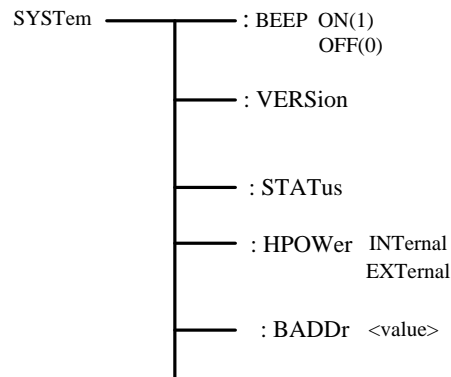 SYSTem : BEEP ON(1)
OFF(0)
: VERSion
: STATus
: HPOWer INTernal
EXTernal
: BADDr <value>